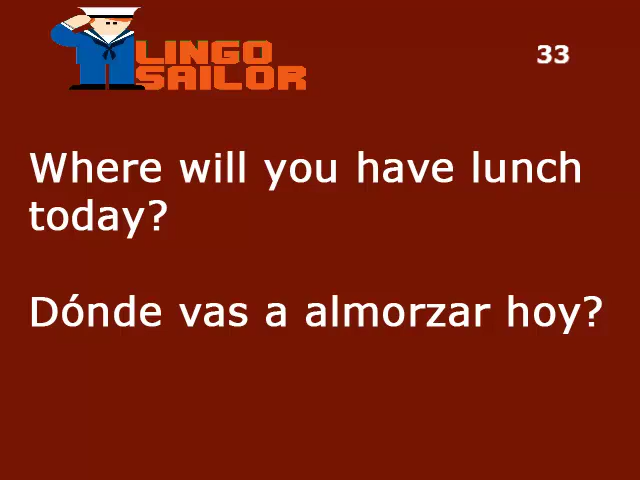 LINGO
SAILOR
33
Where will you have lunch
today?
Dónde vas a almorzar hoy?